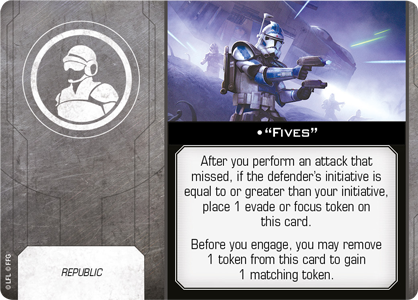 • "Fives"
After you perform an attack that
missed, if the defender's initiative is
equal to or greater than your initiative,
place 1 evade or focus token on
this card.
Before you engage, you may remove
1 token from this card to gain
1 matching token.
REPUBLIC
© LFL © FFG